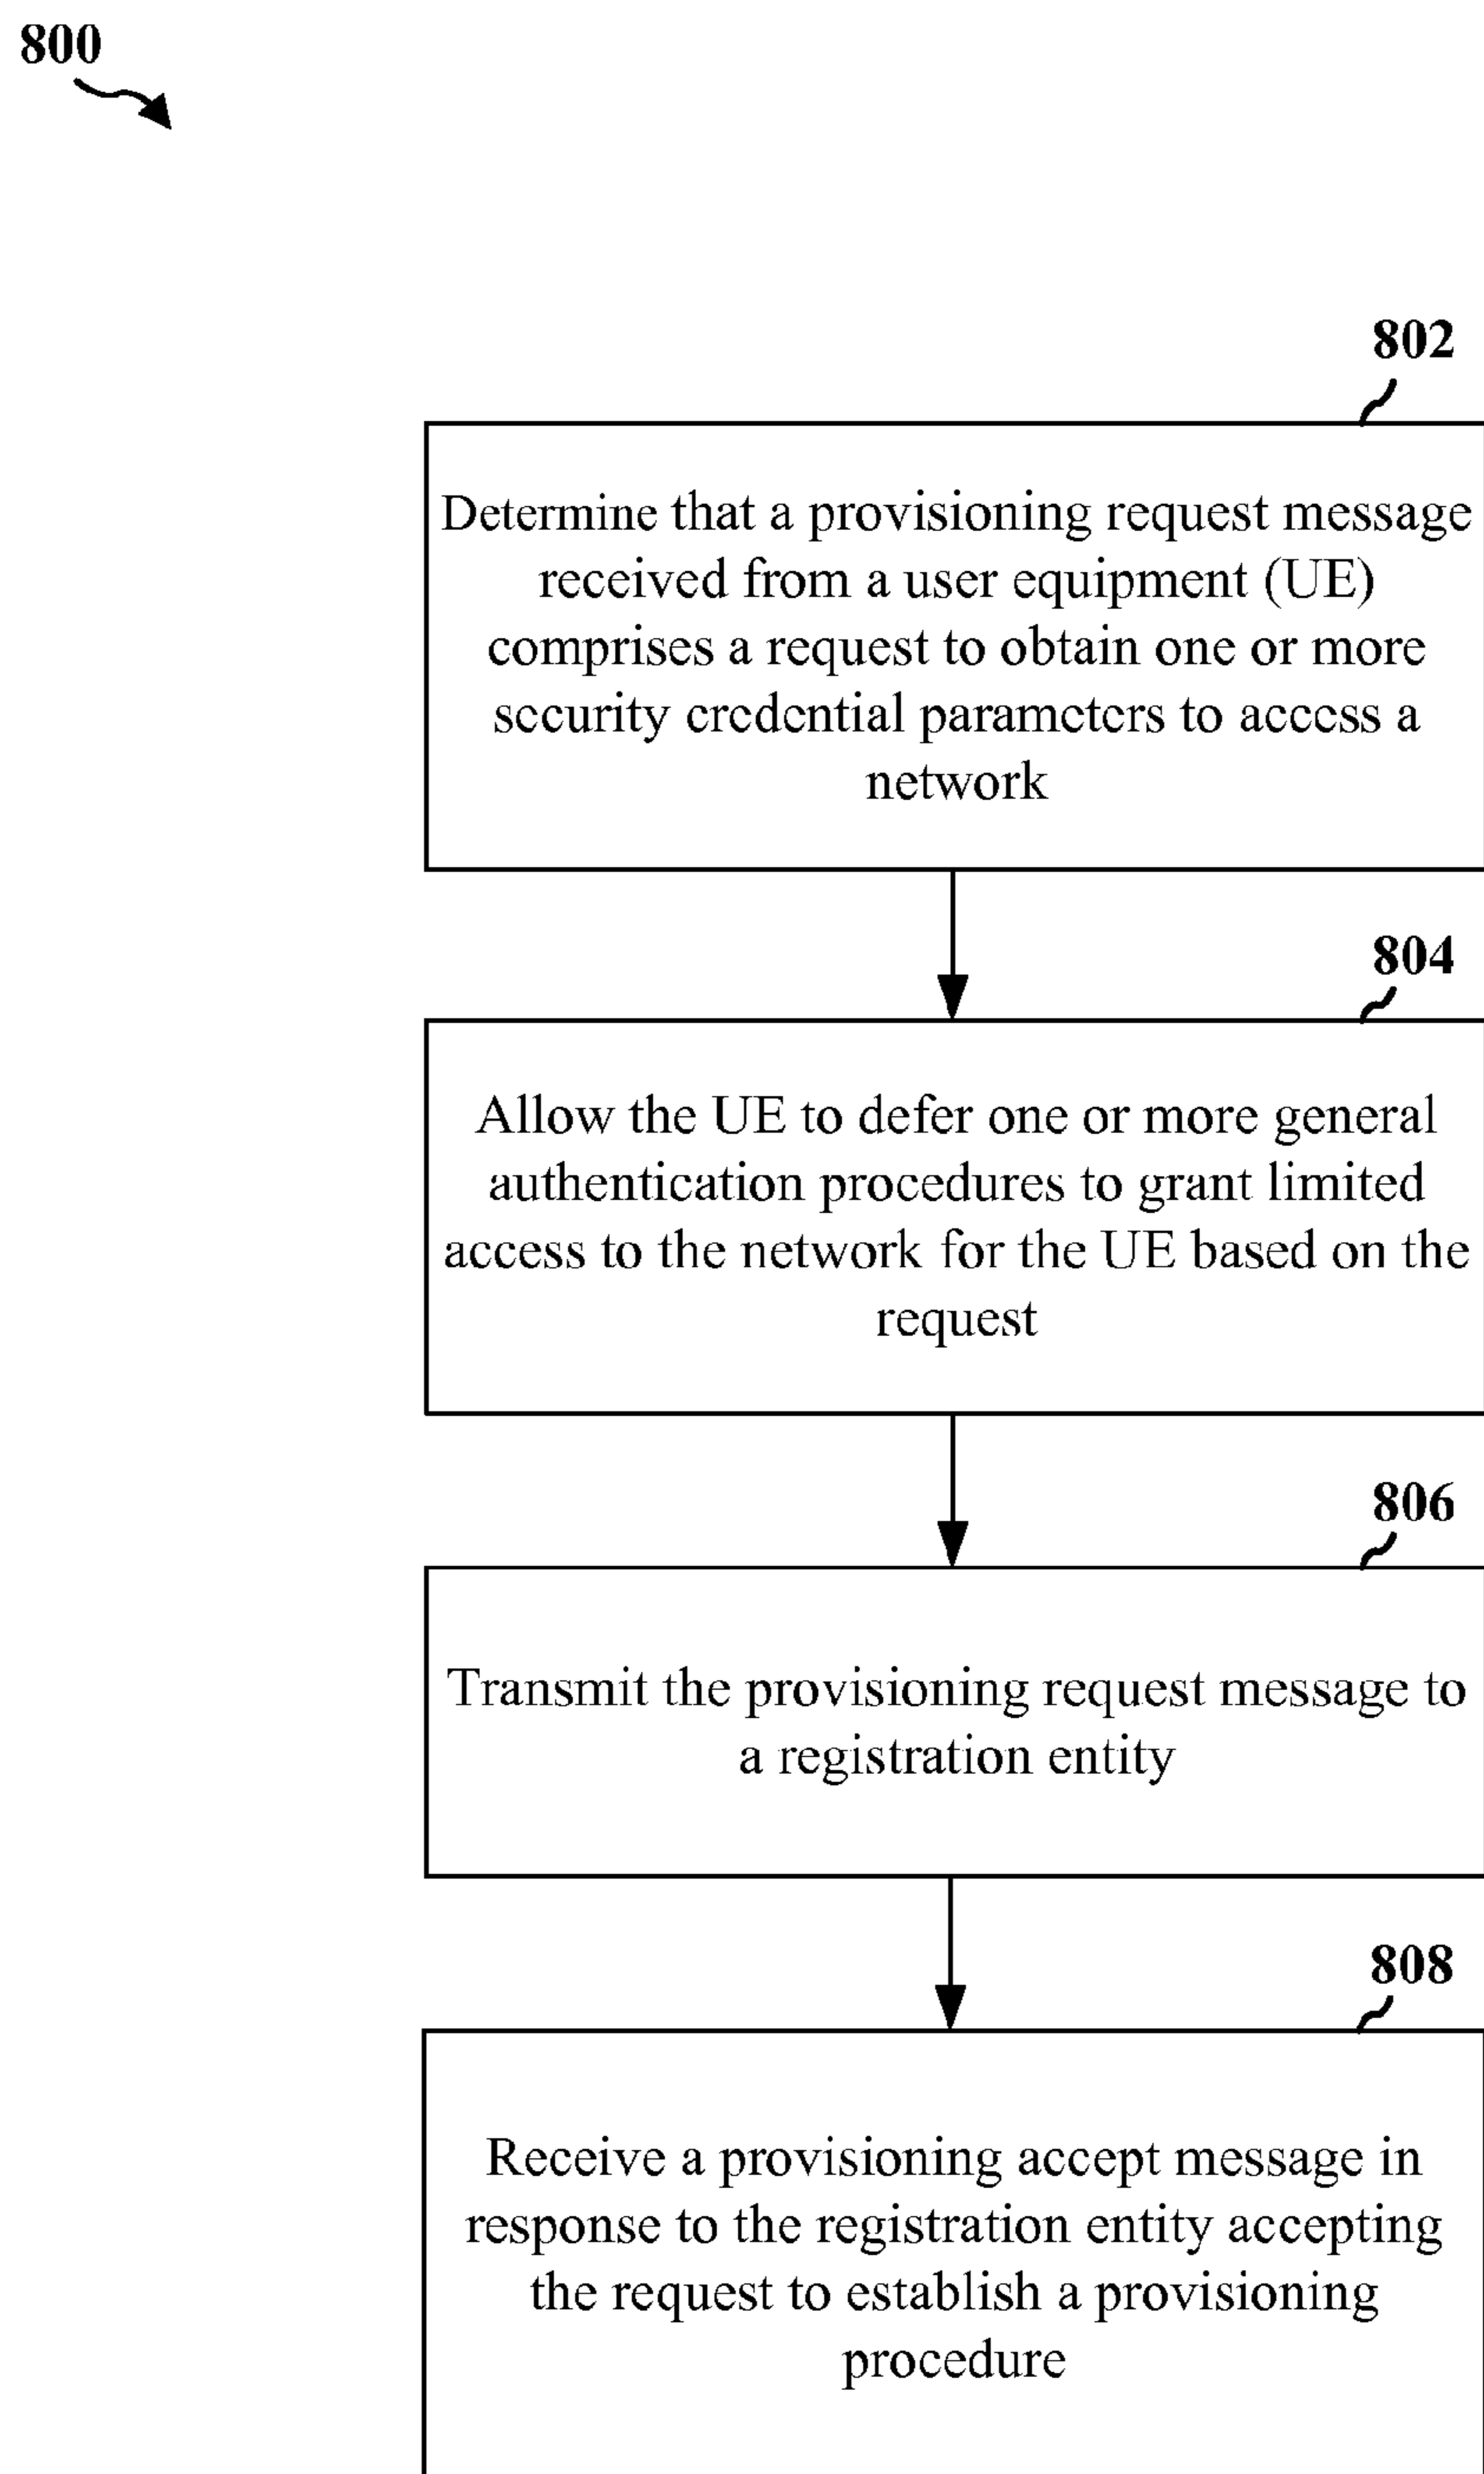 800
802
Determine that a provisioning request message
received from a user equipment (UE)
comprises a request to obtain one or more
security credential parameters to access a
network
804
Allow the UE to defer one or more general
authentication procedures to grant limited
access to the network for the UE based on the
request
806
Transmit the provisioning request message to
a registration entity
808
Receive a provisioning accept message in
response to the registration entity accepting
the request to establish a provisioning
procedure